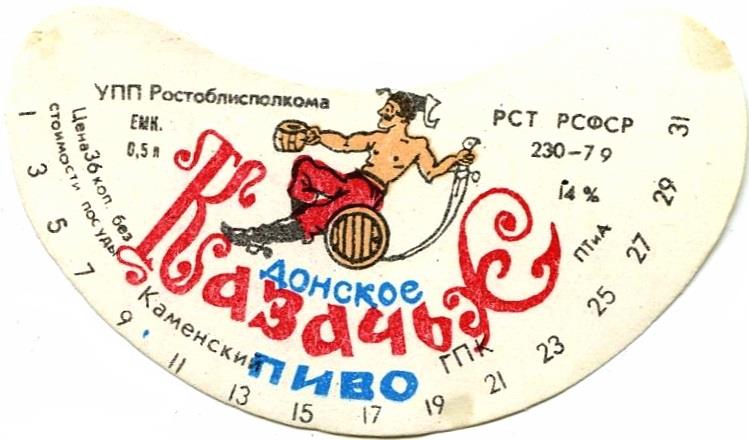 УПП Ростоблисполкома
ЕМК.
0,5 л
Цена 36 коп. без
стоимости посуды
РСТ РСФСР
230-79
14 %
ПТиА
Донское
Казачье
пиво
Каменский ГПК
1 3 5 7 9 11 13 15 17 19 21 23 25 27 29 31